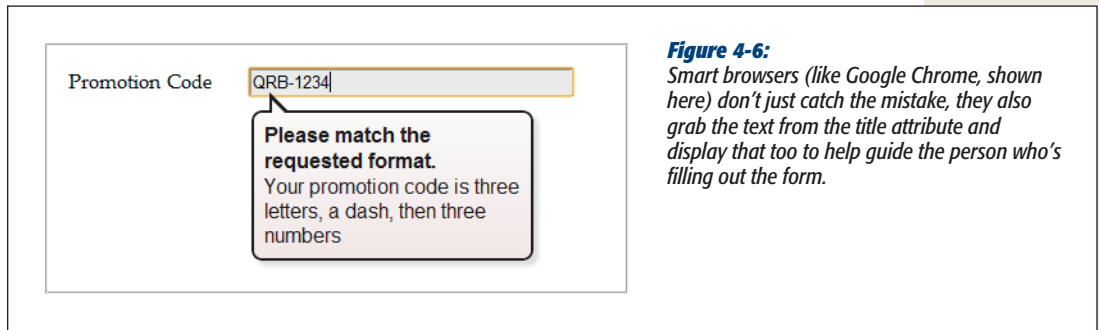 Promotion Code QRB-1234
Please match the
requested format.
Your promotion code is three
letters, a dash, then three
numbers
Figure 4-6:
Smart browsers (like Google Chrome, shown
here) don't just catch the mistake, they also
grab the text from the title attribute and
display that too to help guide the person who's
filling out the form.